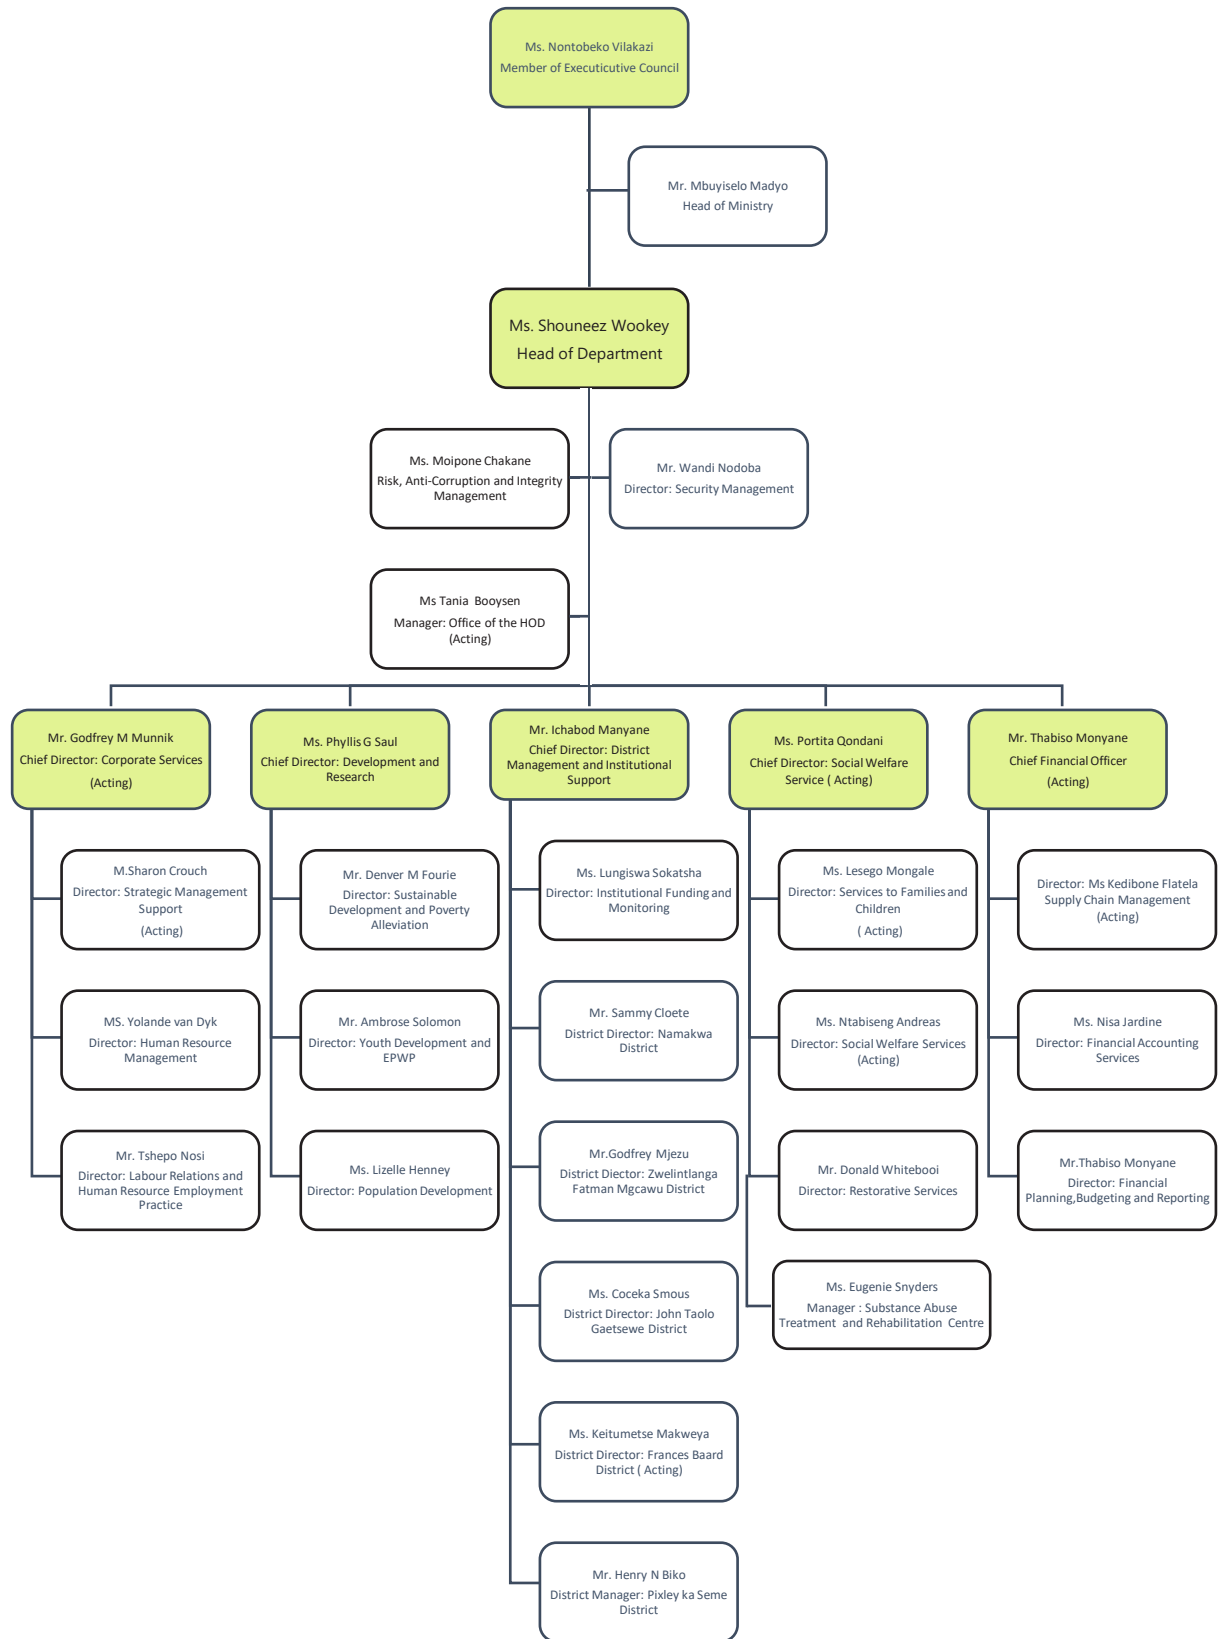 Ms. Nontobeko Vilakazi
Member of Executicutive Council
Mr. Mbuyiselo Madyo
Head of Ministry
Ms. Shouneez Wookey
Head of Department
Ms. Moipone Chakane
Risk, Anti-Corruption and Integrity
Management
Mr. Wandi Nodoba
Director: Security Management
Ms Tania Booysen
Manager: Office of the HOD
(Acting)
Mr. Godfrey M Munnik
Chief Director: Corporate Services
(Acting)
Ms. Phyllis G Saul
Chief Director: Development and
Research
Mr. Ichabod Manyane
Chief Director: District
Management and Institutional
Support
Ms. Portita Qondani
Chief Director: Social Welfare
Service ( Acting)
Mr. Thabiso Monyane
Chief Financial Officer
(Acting)
M.Sharon Crouch
Director: Strategic Management
Support
(Acting)
MS. Yolande van Dyk
Director: Human Resource
Management
Mr. Tshepo Nosi
Director: Labour Relations and
Human Resource Employment
Practice
Mr. Denver M Fourie
Director: Sustainable
Development and Poverty
Alleviation
Mr. Ambrose Solomon
Director: Youth Development and
EPWP
Ms. Lizelle Henney
Director: Population Development
Ms. Lungiswa Sokatsha
Director: Institutional Funding and
Monitoring
Mr. Sammy Cloete
District Director: Namakwa
District
Mr.Godfrey Mjezu
District Diector: Zwelintlanga
Fatman Mgcawu District
Ms. Coceka Smous
District Director: John Taolo
Gaetsewe District
Ms. Keitumetse Makweya
District Director: Frances Baard
District ( Acting)
Mr. Henry N Biko
District Manager: Pixley ka Seme
District
Ms. Lesego Mongale
Director: Services to Families and
Children
( Acting)
Ms. Ntabiseng Andreas
Director: Social Welfare Services
(Acting)
Mr. Donald Whitebooi
Director: Restorative Services
Ms. Eugenie Snyders
Manager : Substance Abuse
Treatment and Rehabilitation Centre
Director: Ms Kedibone Flatela
Supply Chain Management
(Acting)
Ms. Nisa Jardine
Director: Financial Accounting
Services
Mr.Thabiso Monyane
Director: Financial
Planning,Budgeting and Reporting